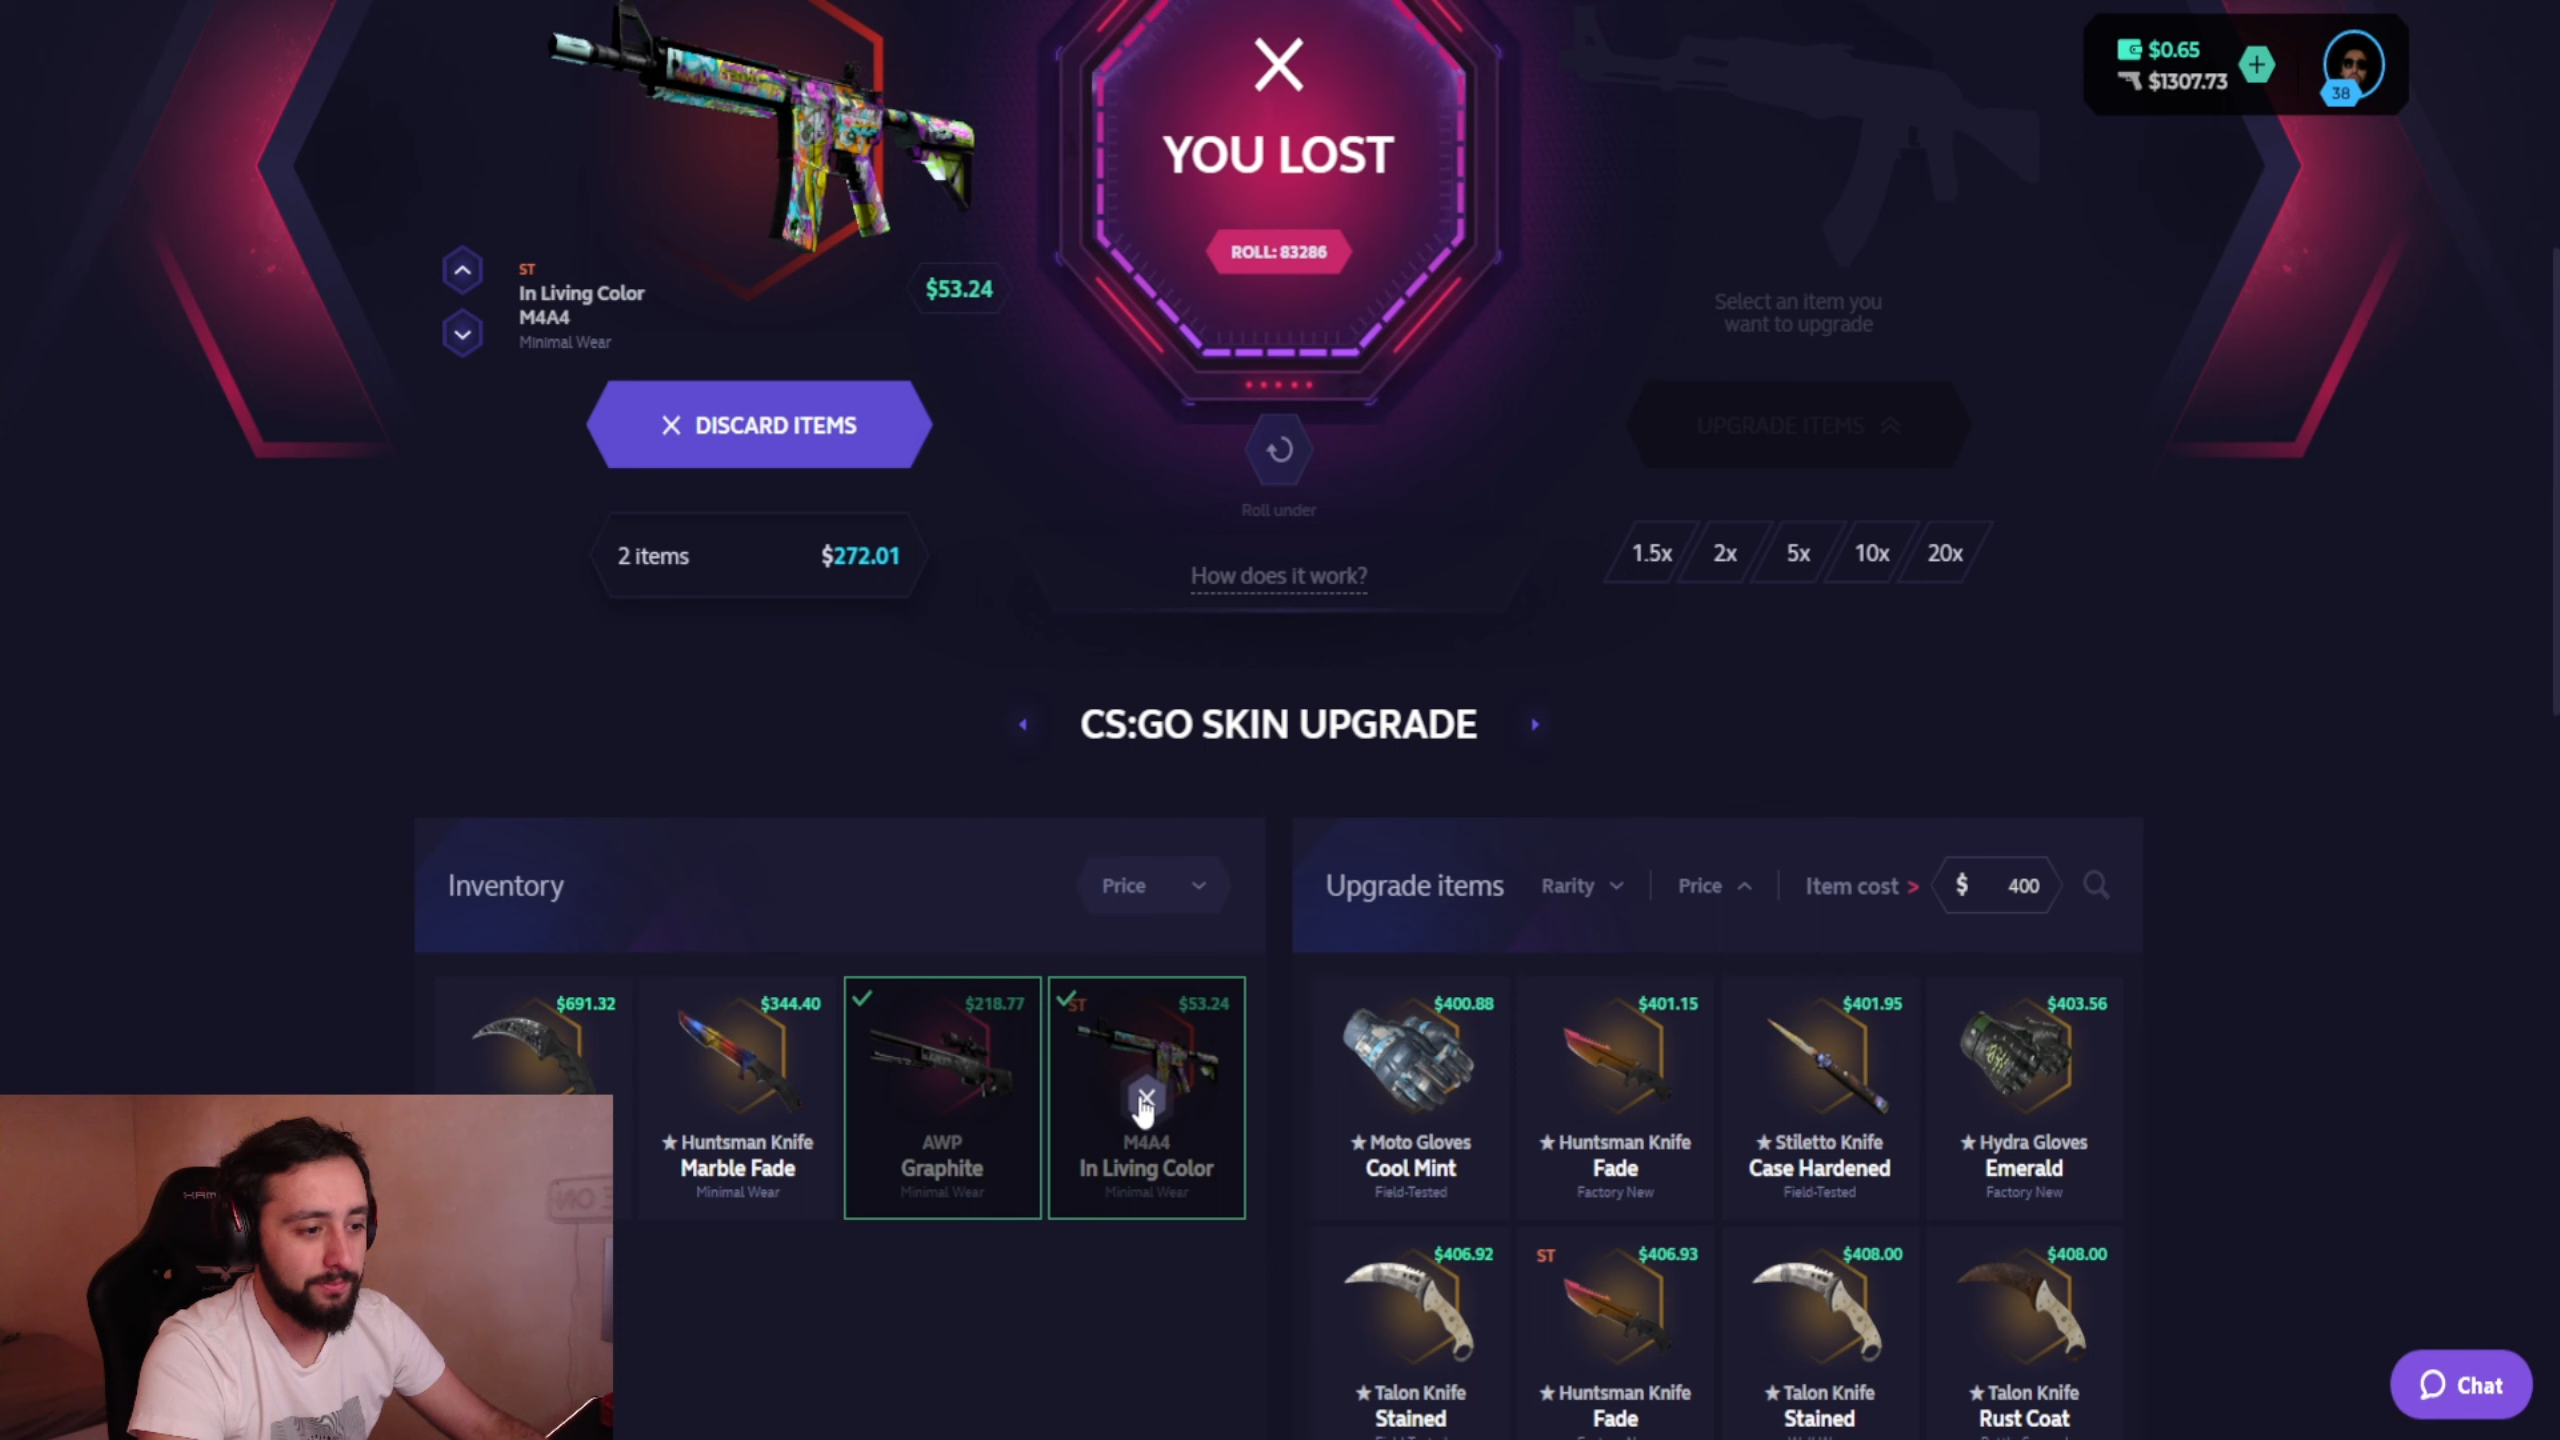 YOU LOST
ROLL: 83286
$0.65
$1307.73
38
ST
In Living Color
M4A4
Minimal Wear
$53.24
Select an item you
want to upgrade
DISCARD ITEMS
UPGRADE ITEMS
Roll under
2 items $272.01
How does it work?
1.5x 2x 5x 10x 20x
CS:GO SKIN UPGRADE
Inventory Price
Upgrade items Rarity Price Item cost > $ 400
$691.32
$344.40
★ Huntsman Knife
Marble Fade
Minimal Wear
$218.77
AWP
Graphite
Minimal Wear
ST $53.24
M4A4
In Living Color
Minimal Wear
$400.88
★ Moto Gloves
Cool Mint
Field-Tested
$401.15
★ Huntsman Knife
Fade
Factory New
$401.95
★ Stiletto Knife
Case Hardened
Field-Tested
$403.56
★ Hydra Gloves
Emerald
Factory New
$406.92
★ Talon Knife
Stained
ST $406.93
★ Huntsman Knife
Fade
$408.00
★ Talon Knife
Stained
$408.00
★ Talon Knife
Rust Coat
Chat